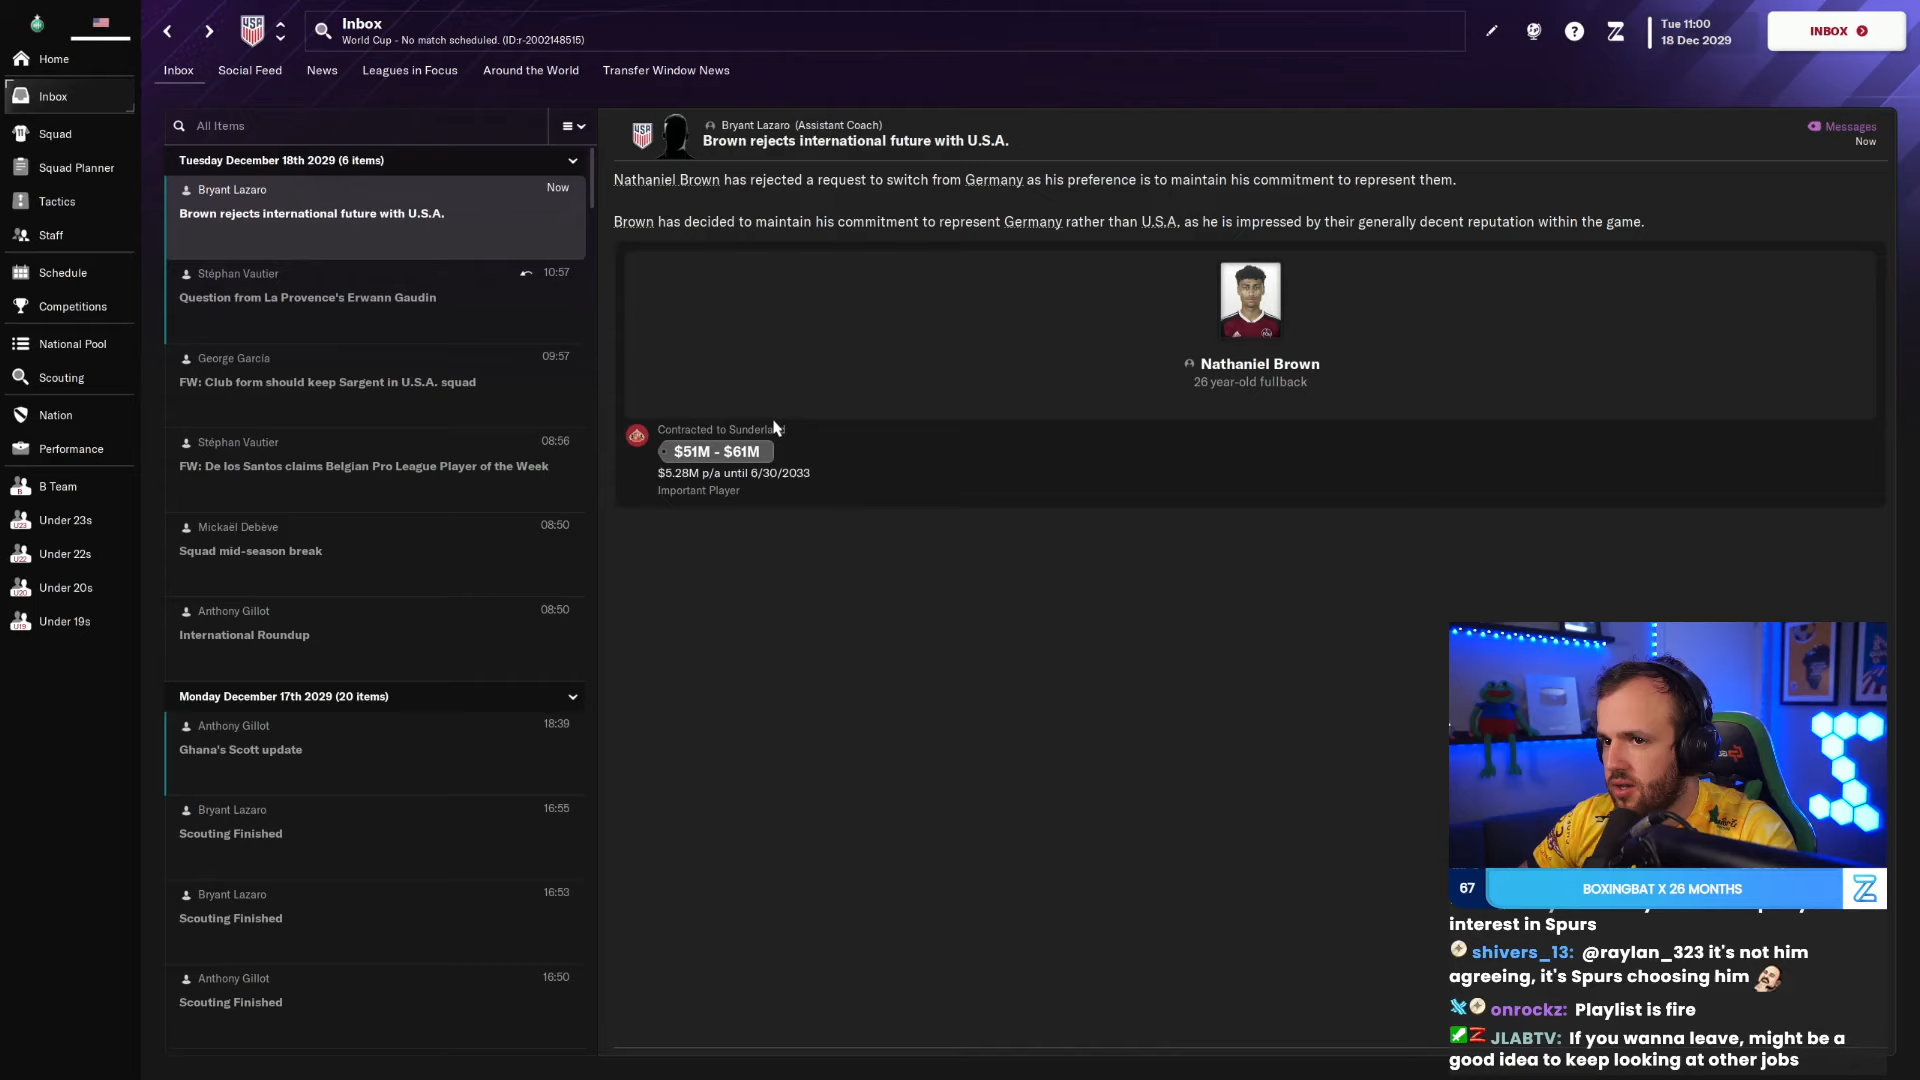 Inbox
World Cup - No match scheduled. (ID:r-2002148515)
Tue 11:00
18 Dec 2029
INBOX
Home
Inbox
Squad
Squad Planner
Tactics
Staff
Schedule
Competitions
National Pool
Scouting
Nation
Performance
B Team
Under 23s
Under 22s
Under 20s
Under 19s
Inbox
Social Feed
News
Leagues in Focus
Around the World
Transfer Window News
All Items
Tuesday December 18th 2029 (6 items)
Bryant Lazaro
Now
Brown rejects international future with U.S.A.
Stéphan Vautier
10:57
Question from La Provence's Erwann Gaudin
George García
09:57
FW: Club form should keep Sargent in U.S.A. squad
Stéphan Vautier
08:56
FW: De los Santos claims Belgian Pro League Player of the Week
Mickaël Debève
08:50
Squad mid-season break
Anthony Gillot
08:50
International Roundup
Monday December 17th 2029 (20 items)
Anthony Gillot
18:39
Ghana's Scott update
Bryant Lazaro
16:55
Scouting Finished
Bryant Lazaro
16:53
Scouting Finished
Anthony Gillot
16:50
Scouting Finished
Bryant Lazaro (Assistant Coach)
Brown rejects international future with U.S.A.
Messages
Now
Nathaniel Brown has rejected a request to switch from Germany as his preference is to maintain his commitment to represent them.
Brown has decided to maintain his commitment to represent Germany rather than U.S.A. as he is impressed by their generally decent reputation within the game.
Nathaniel Brown
26 year-old fullback
Contracted to Sunderland
$51M - $61M
$5.28M p/a until 6/30/2033
Important Player
67
BOXINGBAT X 26 MONTHS
interest in Spurs
shivers_13: @raylan_323 it's not him
agreeing, it's Spurs choosing him
onrockz: Playlist is fire
JLABTV: If you wanna leave, might be a
good idea to keep looking at other jobs